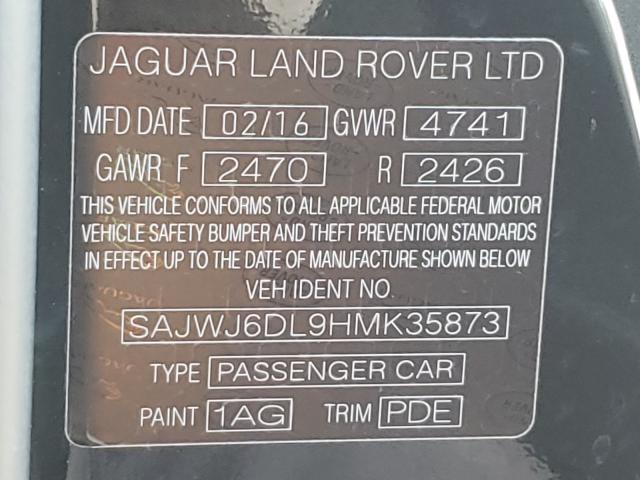 JAGUAR LAND ROVER LTD
MFD DATE 02/16 GVWR 4741
GAWR F 2470 R 2426
THIS VEHICLE CONFORMS TO ALL APPLICABLE FEDERAL MOTOR
VEHICLE SAFETY BUMPER AND THEFT PREVENTION STANDARDS
IN EFFECT UP TO THE DATE OF MANUFACTURE SHOWN BELOW
VEH IDENT NO.
SAJWJ6DL9HMK35873
TYPE PASSENGER CAR
PAINT 1AG TRIM PDE